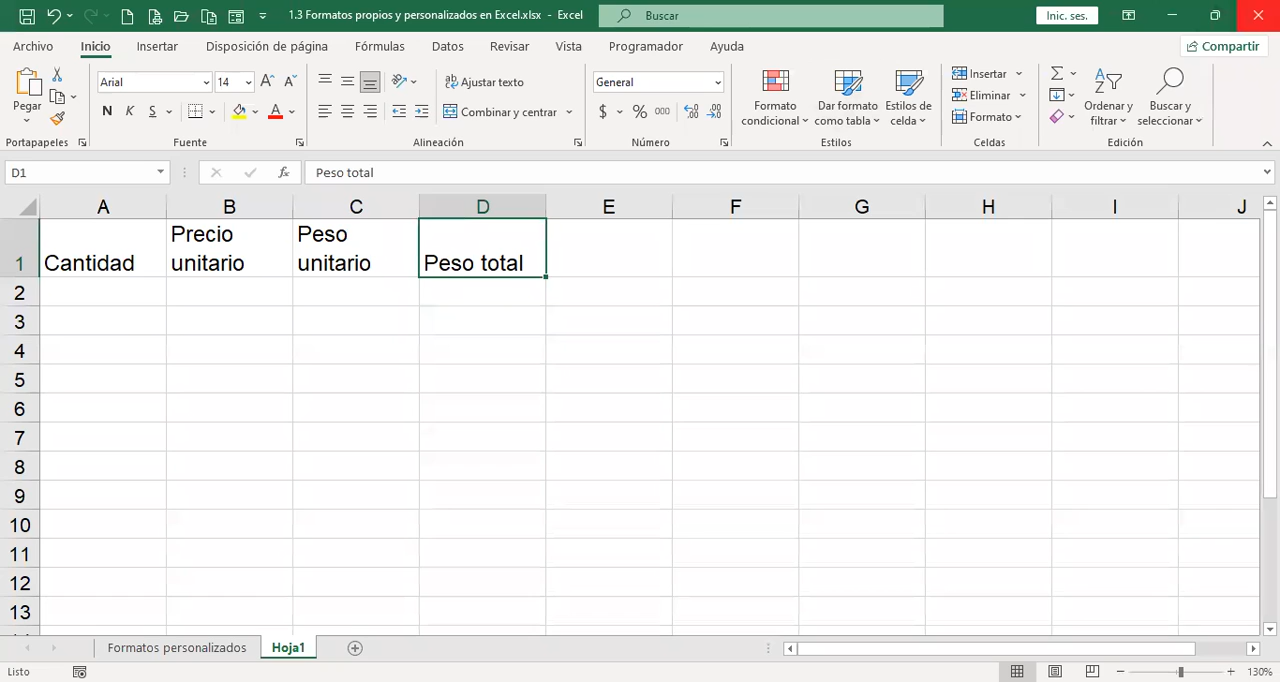 1.3 Formatos propios y personalizados en Excel.xlsx - Excel
Buscar
Inic. ses.
Archivo Inicio Insertar Disposición de página Fórmulas Datos Revisar Vista Programador Ayuda
Compartir
Pegar
Portapapeles
Arial 14
N K S
A
Fuente
Ajustar texto
Combinar y centrar
Alineación
General
$ % 000
Número
Formato
condicional
Dar formato
como tabla
Estilos de
celda
Estilos
Insertar
Eliminar
Formato
Celdas
Ordenar y
filtrar
Buscar y
seleccionar
Edición
D1
fx
Peso total
A B C D E F G H I J
1
Cantidad
Precio
unitario
Peso
unitario
Peso total
2
3
4
5
6
7
8
9
10
11
12
13
Formatos personalizados Hoja1
Listo
130%